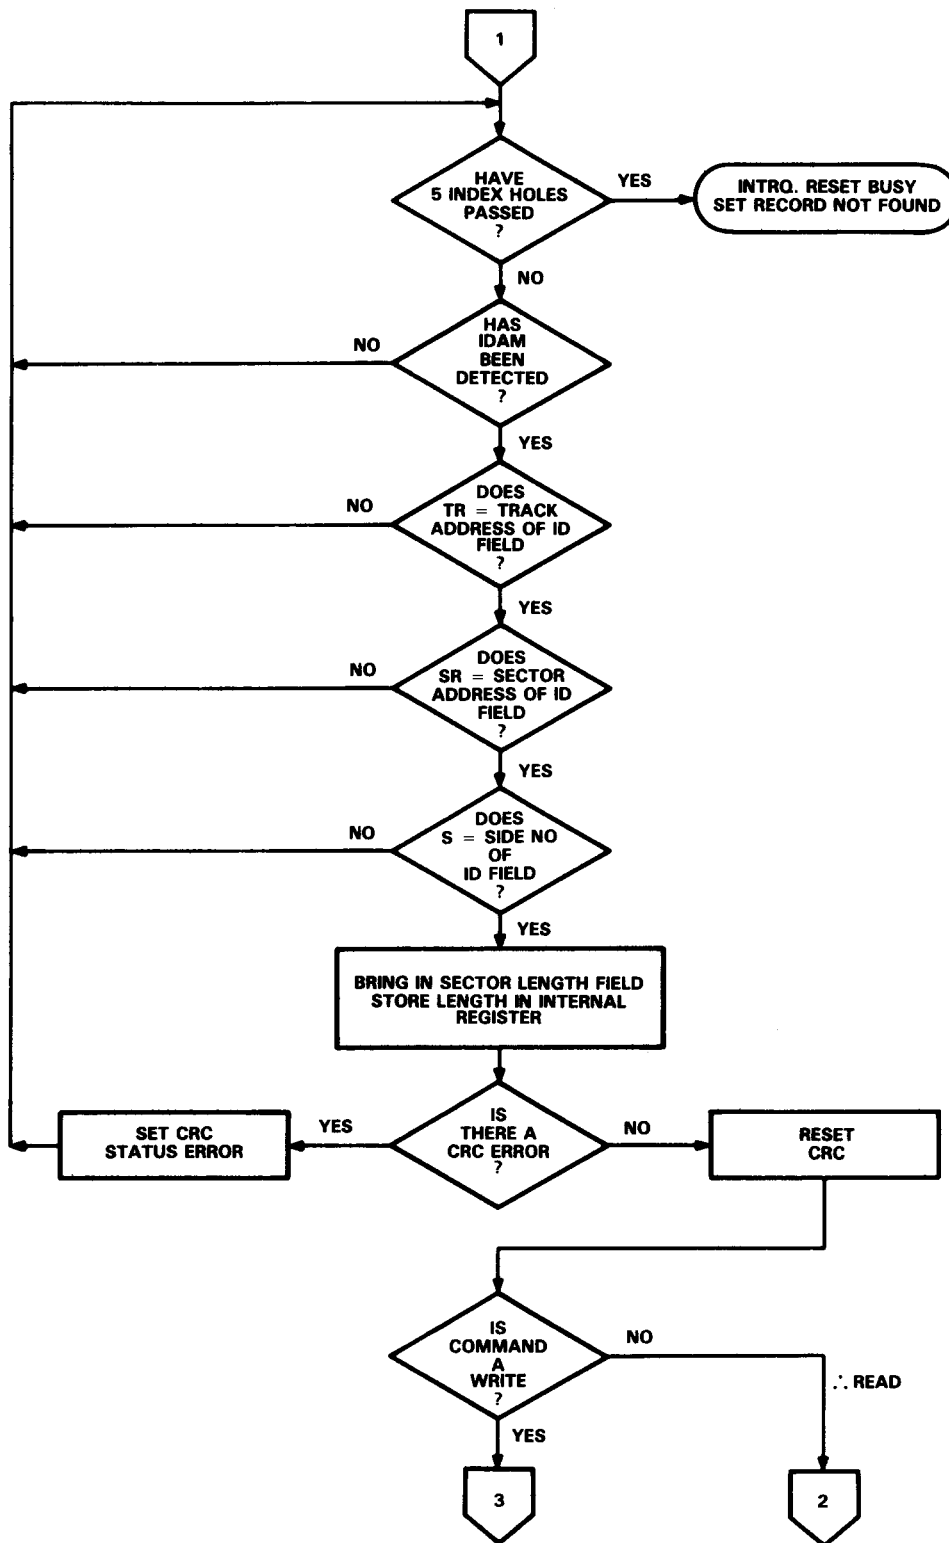 1
HAVE
5 INDEX HOLES
PASSED
?
YES
INTRQ. RESET BUSY
SET RECORD NOT FOUND
NO
HAS
IDAM
BEEN
DETECTED
?
NO
YES
DOES
TR = TRACK
ADDRESS OF ID
FIELD
?
NO
YES
DOES
SR = SECTOR
ADDRESS OF ID
FIELD
?
NO
YES
DOES
S = SIDE NO
OF
ID FIELD
?
NO
YES
BRING IN SECTOR LENGTH FIELD
STORE LENGTH IN INTERNAL
REGISTER
SET CRC
STATUS ERROR
YES
IS
THERE A
CRC ERROR
?
NO
RESET
CRC
IS
COMMAND
A
WRITE
?
NO
∴ READ
YES
3
2